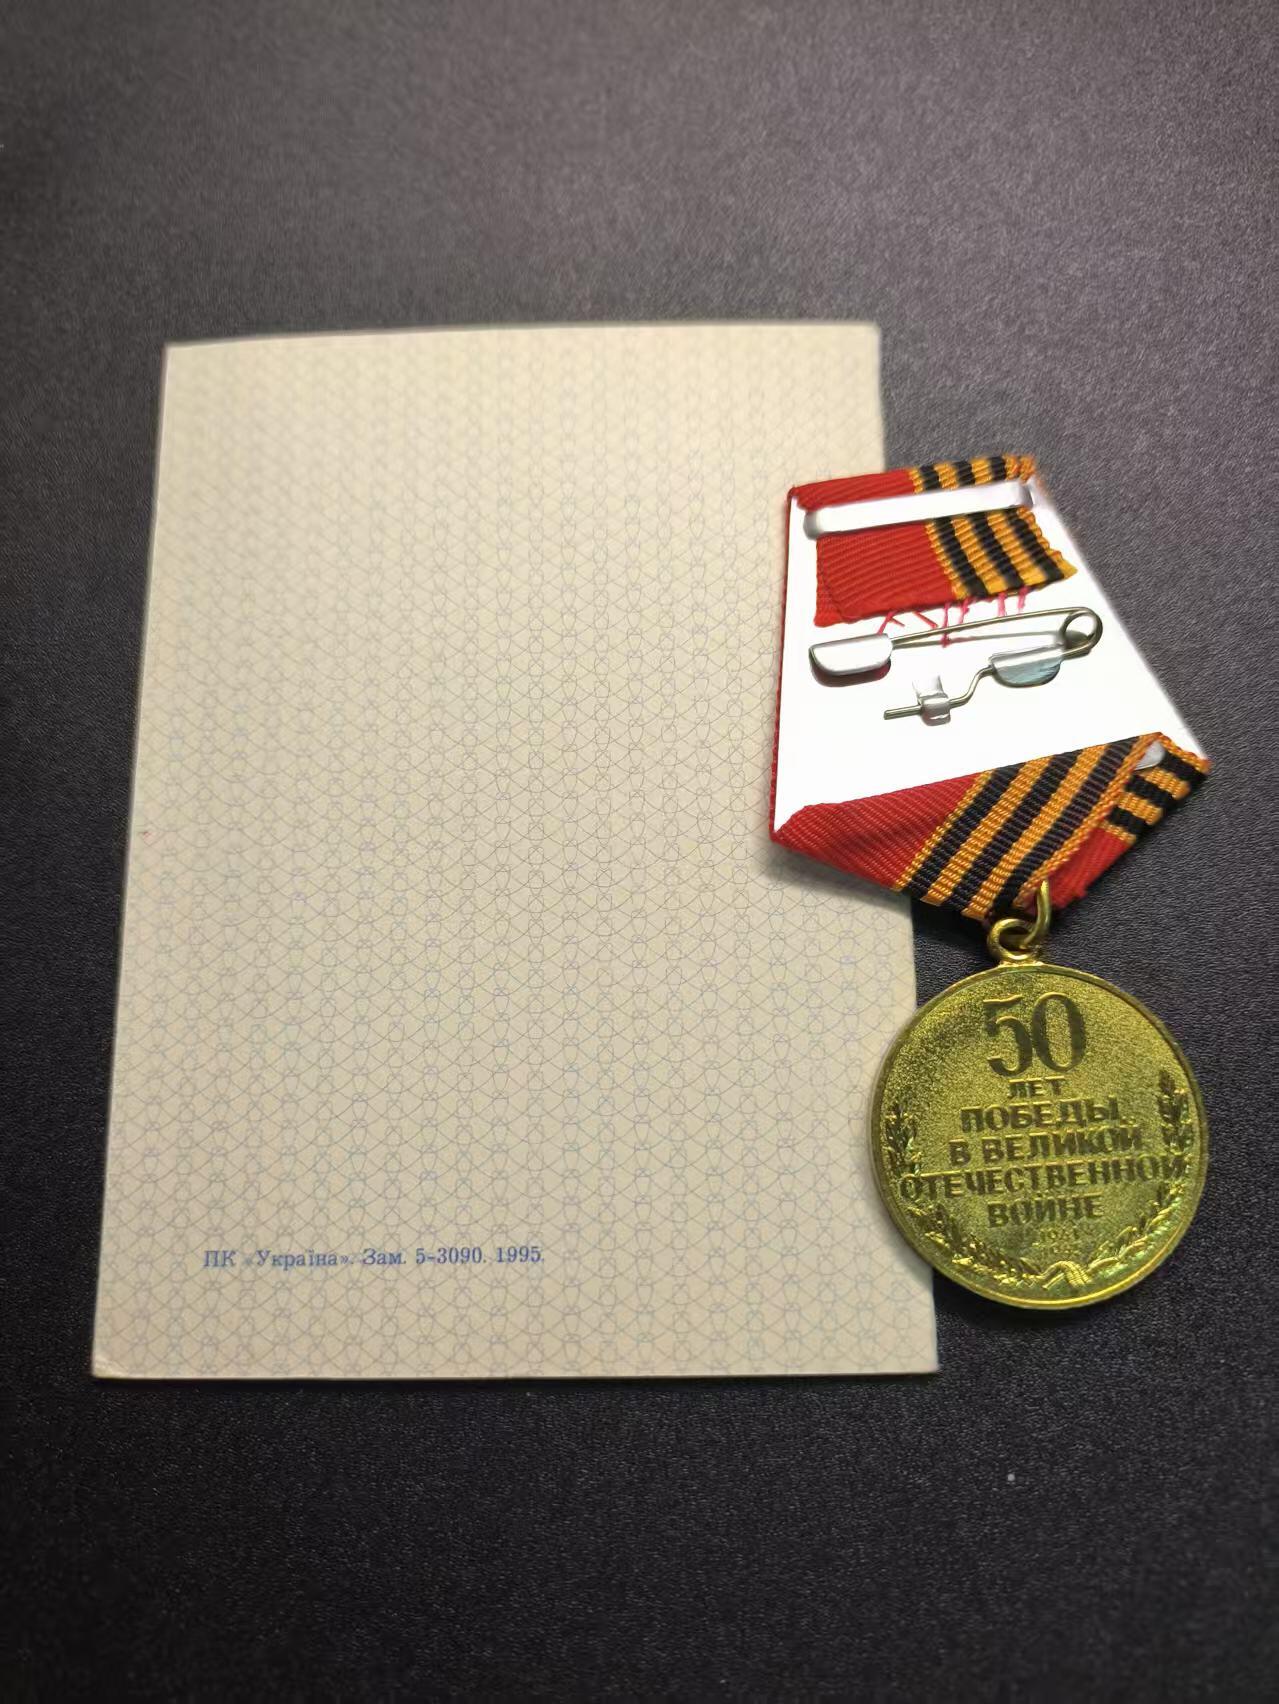 ПК «Україна». Зам. 5-3090. 1995.
50
ЛЕТ
ПОБЕДЫ
В ВЕЛИКОЙ
ОТЕЧЕСТВЕННОЙ
ВОЙНЕ